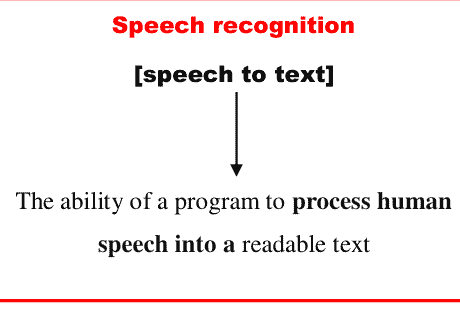 Speech recognition
[speech to text]
The ability of a program to process human
speech into a readable text